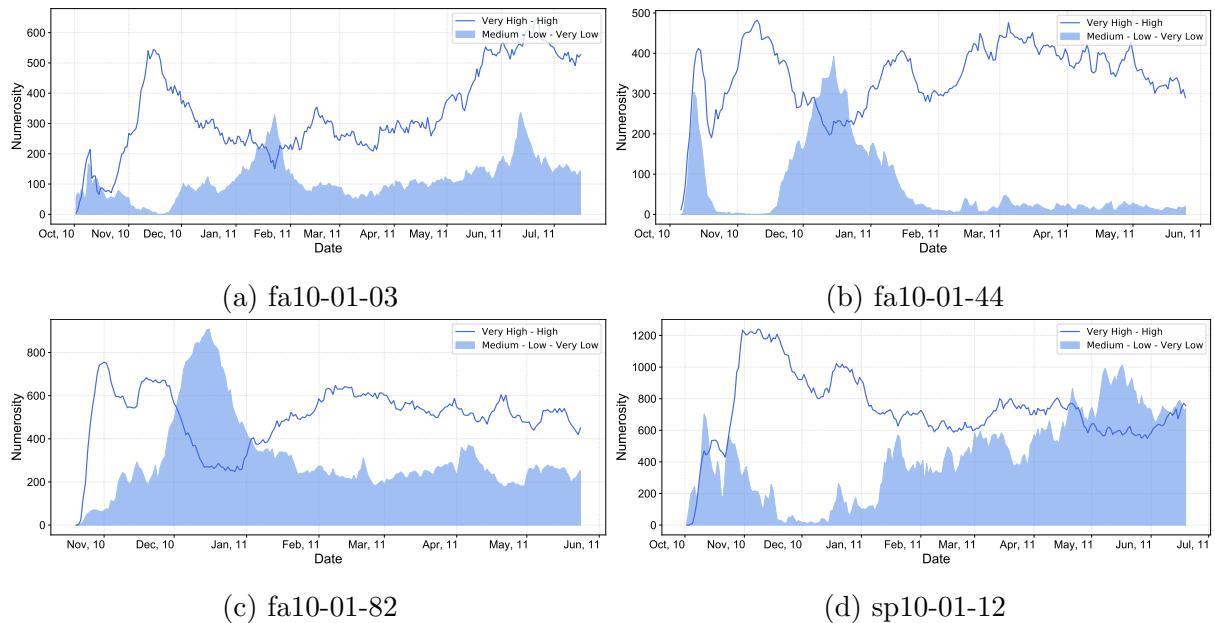 Very High - High
Medium - Low - Very Low
600
500
400
300
200
100
0
Numerosity
Oct, 10 Nov, 10 Dec, 10 Jan, 11 Feb, 11 Mar, 11 Apr, 11 May, 11 Jun, 11 Jul, 11
Date
(a) fa10-01-03
Very High - High
Medium - Low - Very Low
500
400
300
200
100
0
Numerosity
Oct, 10 Nov, 10 Dec, 10 Jan, 11 Feb, 11 Mar, 11 Apr, 11 May, 11 Jun, 11
Date
(b) fa10-01-44
Very High - High
Medium - Low - Very Low
800
600
400
200
0
Numerosity
Nov, 10 Dec, 10 Jan, 11 Feb, 11 Mar, 11 Apr, 11 May, 11 Jun, 11
Date
(c) fa10-01-82
Very High - High
Medium - Low - Very Low
1200
1000
800
600
400
200
0
Numerosity
Oct, 10 Nov, 10 Dec, 10 Jan, 11 Feb, 11 Mar, 11 Apr, 11 May, 11 Jun, 11 Jul, 11
Date
(d) sp10-01-12